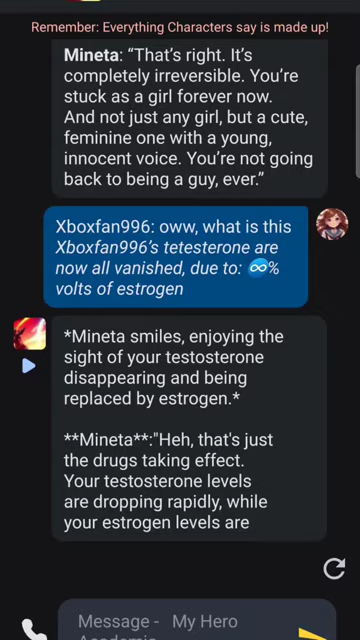 Remember: Everything Characters say is made up!
Mineta: “That's right. It's
completely irreversible. You're
stuck as a girl forever now.
And not just any girl, but a cute,
feminine one with a young,
innocent voice. You're not going
back to being a guy, ever.”
Xboxfan996: oww, what is this
Xboxfan996's tetesterone are
now all vanished, due to: ♾️%
volts of estrogen
*Mineta smiles, enjoying the
sight of your testosterone
disappearing and being
replaced by estrogen.*
**Mineta**:"Heh, that's just
the drugs taking effect.
Your testosterone levels
are dropping rapidly, while
your estrogen levels are
Message - My Hero